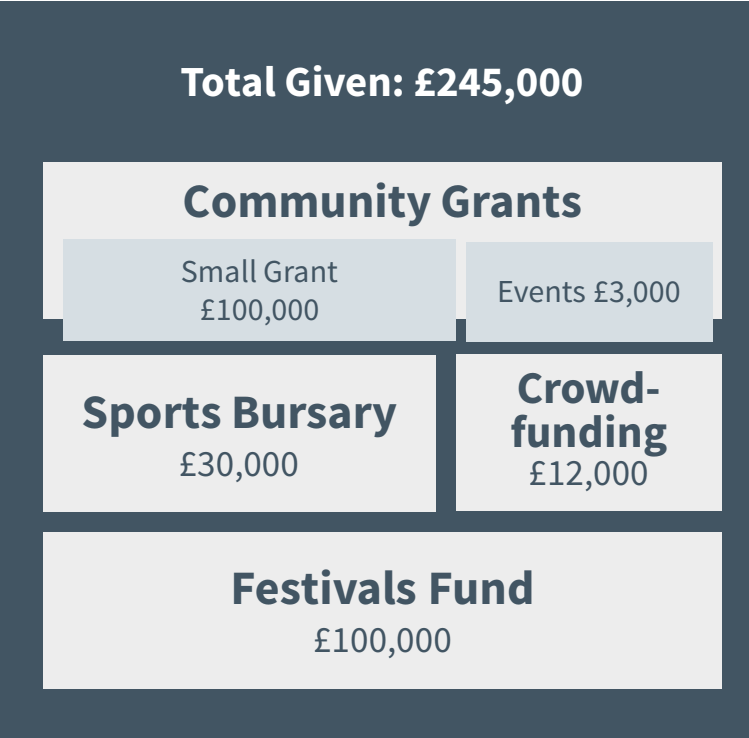 Total Given: £245,000
Community Grants
Small Grant
£100,000
Events £3,000
Sports Bursary
£30,000
Crowd-
funding
£12,000
Festivals Fund
£100,000